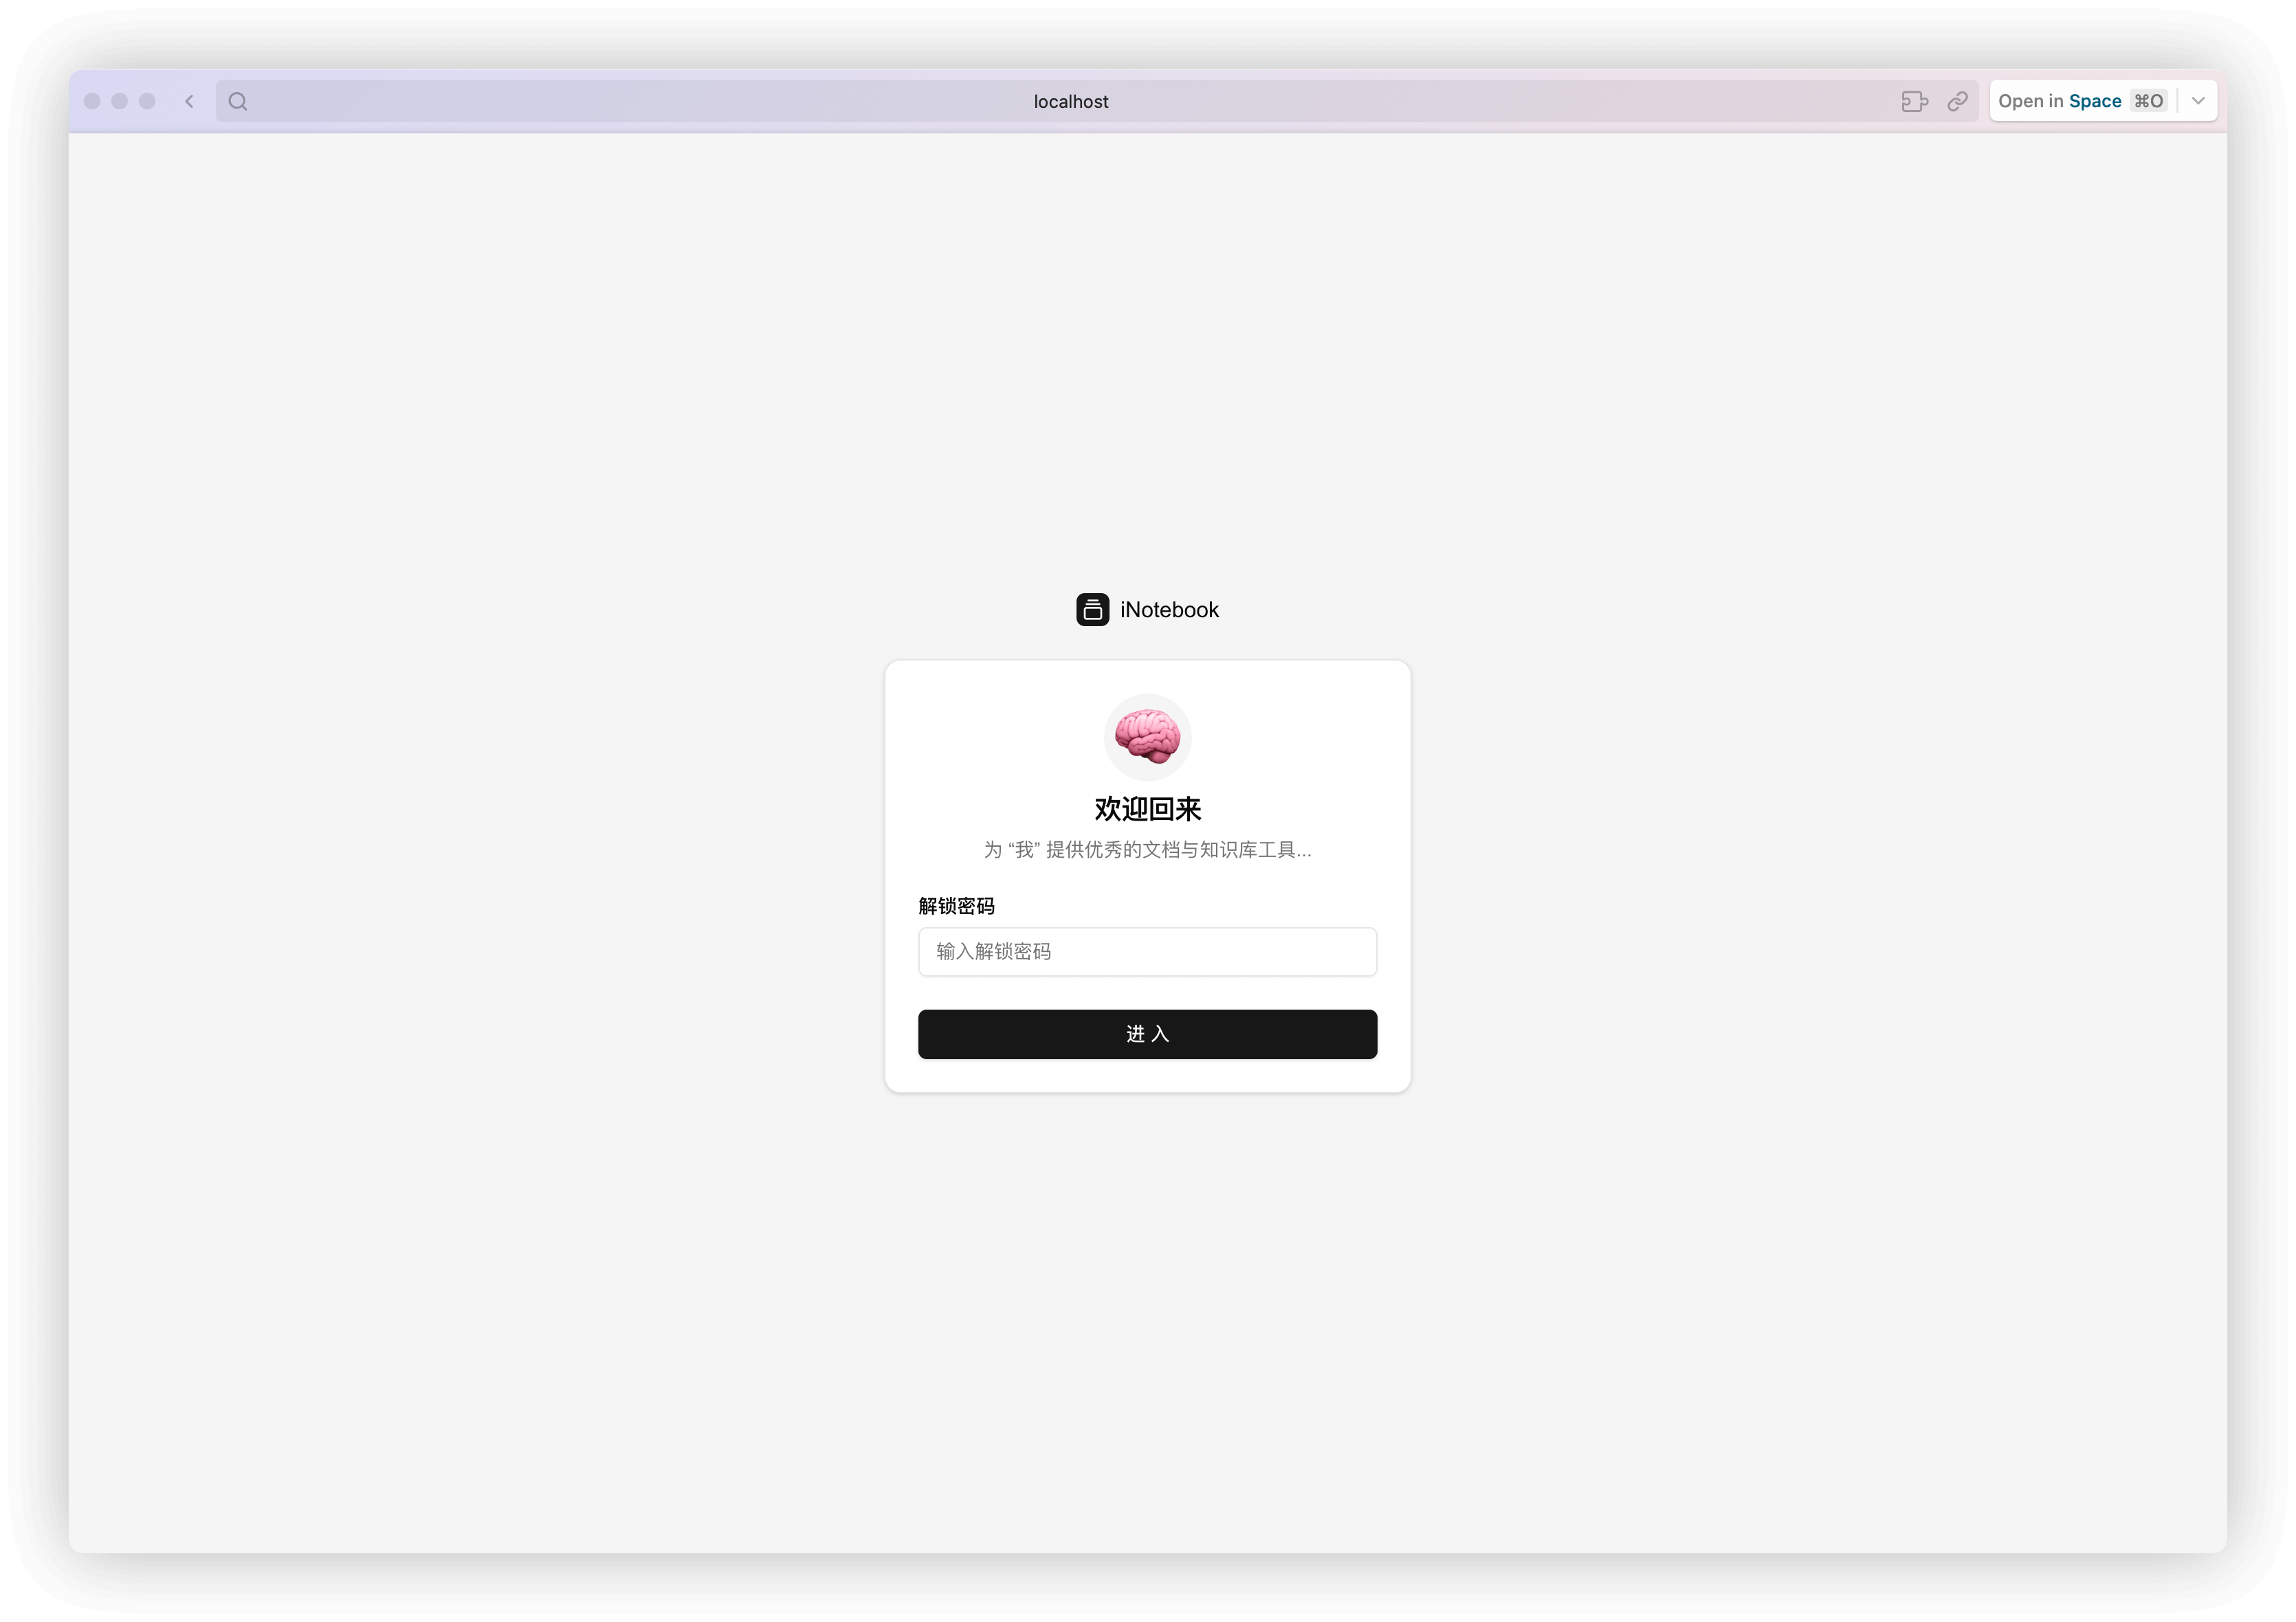 localhost
Open in Space ⌘O
iNotebook
欢迎回来
为 “我” 提供优秀的文档与知识库工具...
解锁密码
输入解锁密码
进 入